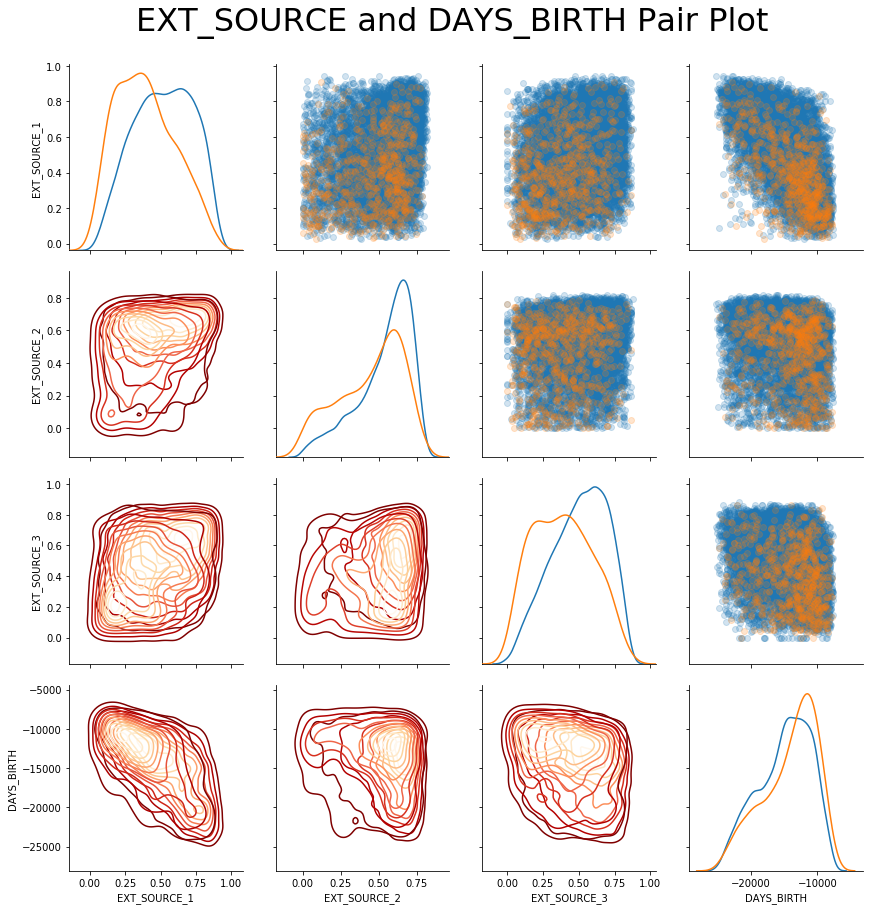 EXT_SOURCE and DAYS_BIRTH Pair Plot
1.0
0.8
0.6
0.4
0.2
0.0
EXT_SOURCE_1
0.8
0.6
0.4
0.2
0.0
EXT_SOURCE_2
1.0
0.8
0.6
0.4
0.2
0.0
EXT_SOURCE_3
−5000
−10000
−15000
−20000
−25000
DAYS_BIRTH
0.00 0.25 0.50 0.75 1.00
EXT_SOURCE_1
0.00 0.25 0.50 0.75
EXT_SOURCE_2
0.00 0.25 0.50 0.75 1.00
EXT_SOURCE_3
−20000 −10000
DAYS_BIRTH